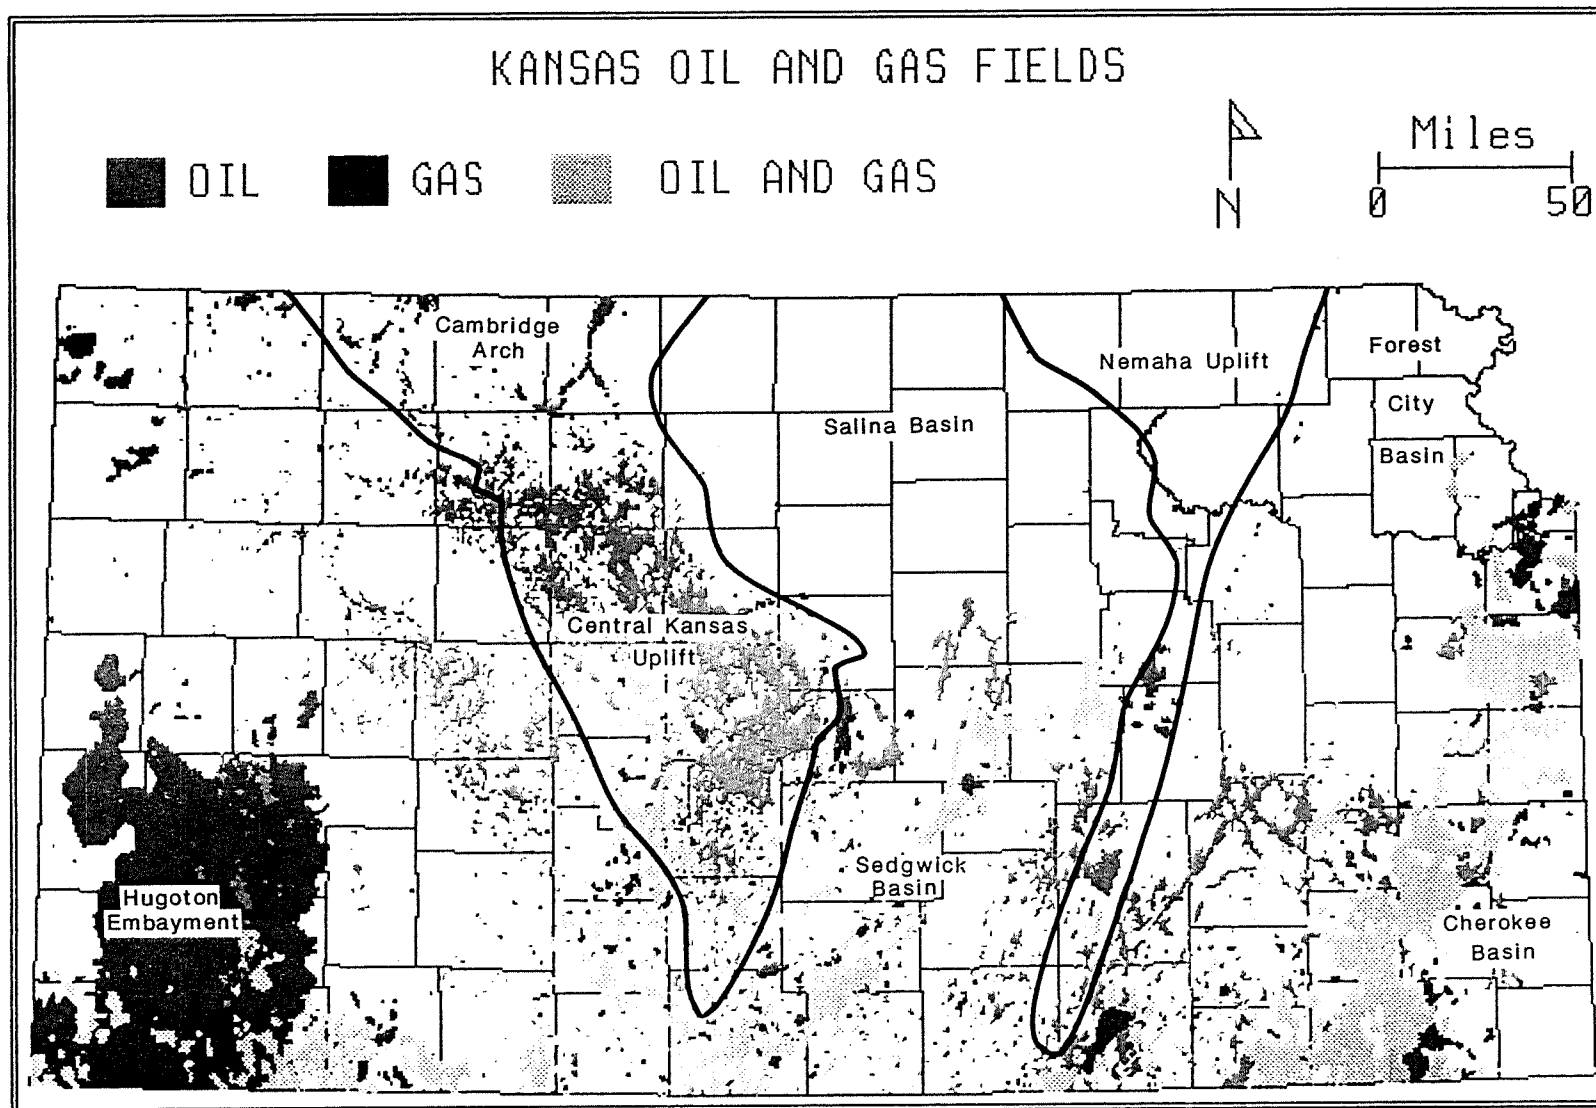 KANSAS OIL AND GAS FIELDS
OIL
GAS
OIL AND GAS
N
Miles
0 50
Cambridge
Arch
Nemaha Uplift
Forest
City
Basin
Salina Basin
Central Kansas
Uplift
Sedgwick
Basin
Hugoton
Embayment
Cherokee
Basin